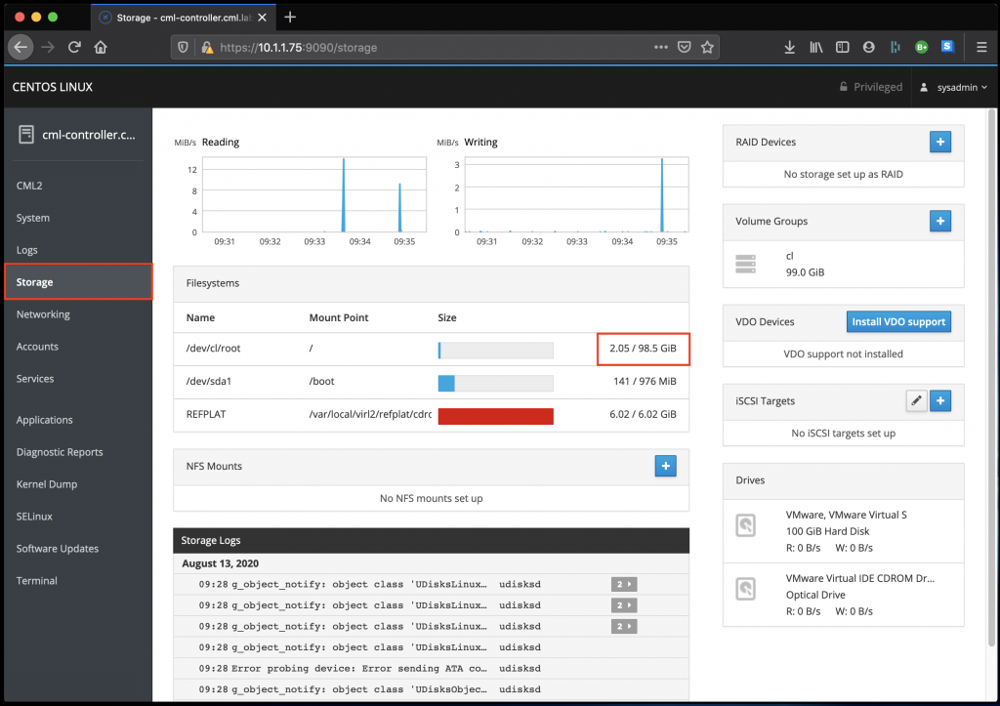 Storage - cml-controller.cml.la
https://10.1.1.75:9090/storage
CENTOS LINUX
Privileged
sysadmin
cml-controller.c...
CML2
System
Logs
Storage
Networking
Accounts
Services
Applications
Diagnostic Reports
Kernel Dump
SELinux
Software Updates
Terminal
MiB/s Reading
12
8
4
0
09:31 09:32 09:33 09:34 09:35
MiB/s Writing
3
2
1
0
09:31 09:32 09:33 09:34 09:35
Filesystems
Name Mount Point Size
/dev/cl/root / 2.05 / 98.5 GiB
/dev/sda1 /boot 141 / 976 MiB
REFPLAT /var/local/virl2/refplat/cdrc 6.02 / 6.02 GiB
NFS Mounts
No NFS mounts set up
Storage Logs
August 13, 2020
09:28 g_object_notify: object class 'UDisksLinux… udisksd 2
09:28 g_object_notify: object class 'UDisksLinux… udisksd 2
09:28 g_object_notify: object class 'UDisksLinux… udisksd 2
09:28 g_object_notify: object class 'UDisksLinux… udisksd
09:28 Error probing device: Error sending ATA co… udisksd
09:28 g_object_notify: object class 'UDisksObjec… udisksd
RAID Devices
No storage set up as RAID
Volume Groups
cl
99.0 GiB
VDO Devices
Install VDO support
VDO support not installed
iSCSI Targets
No iSCSI targets set up
Drives
VMware, VMware Virtual S
100 GiB Hard Disk
R: 0 B/s W: 0 B/s
VMware Virtual IDE CDROM Dr...
Optical Drive
R: 0 B/s W: 0 B/s